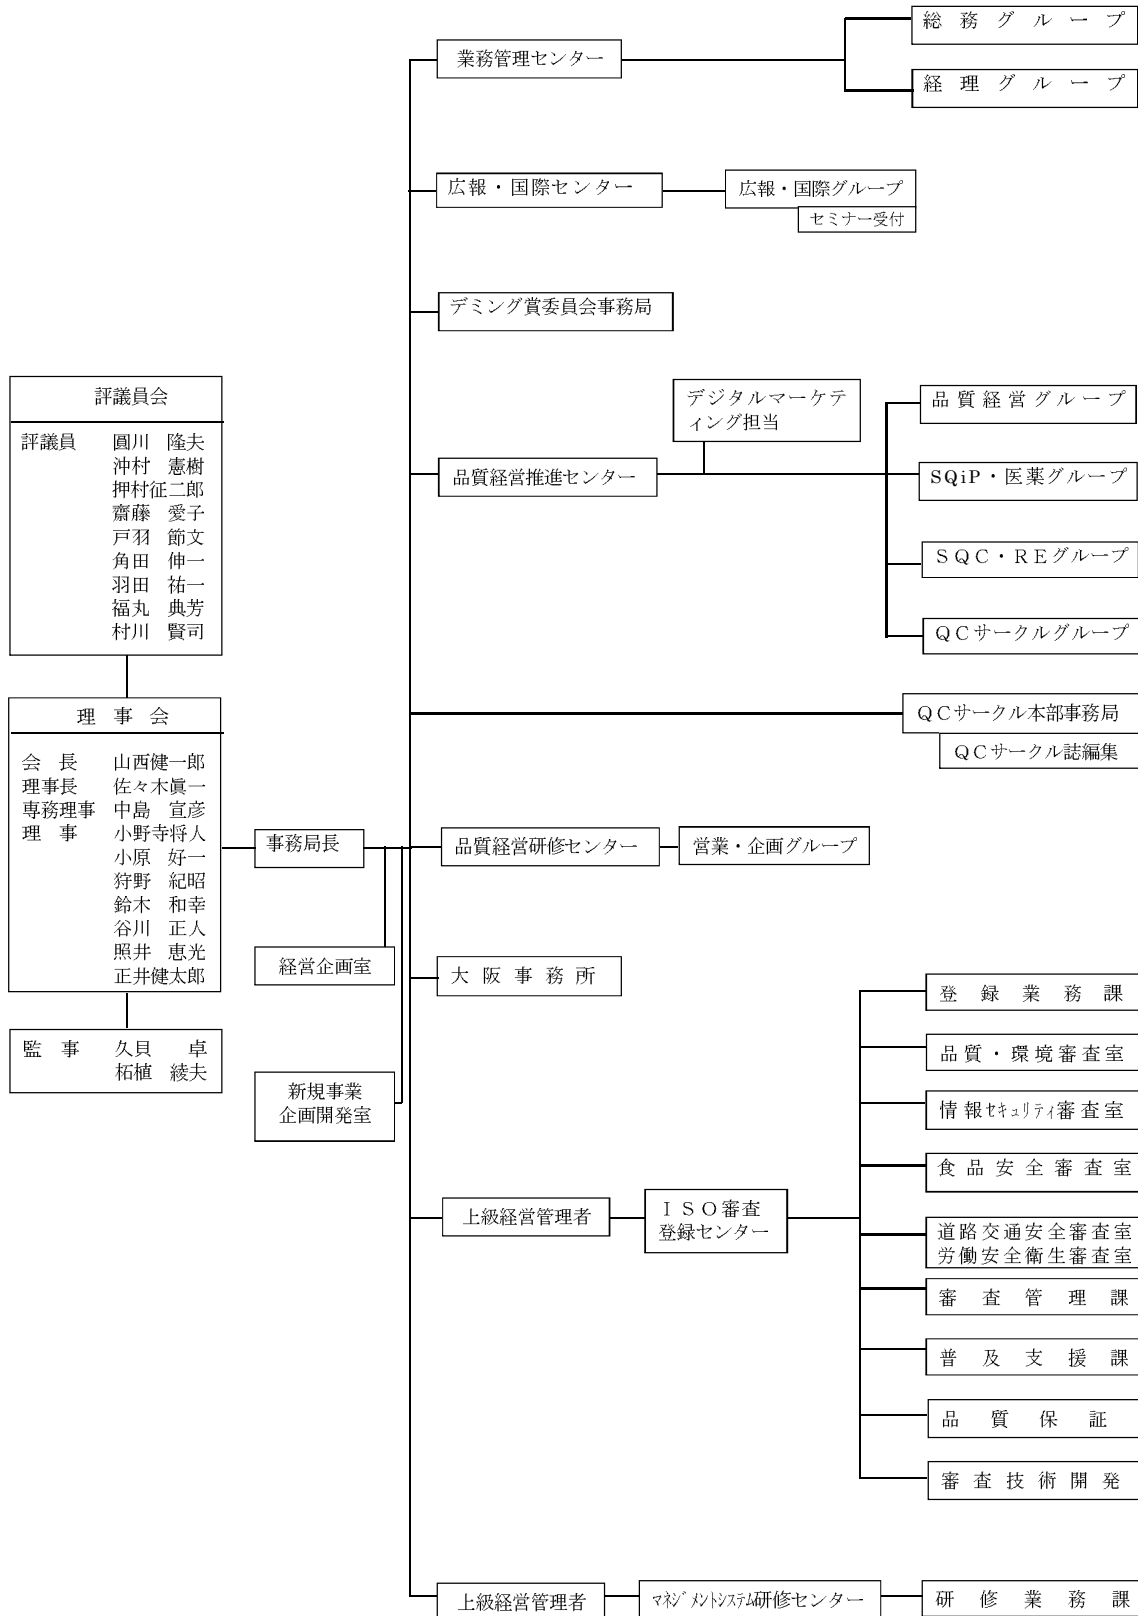 評議員会
評議員 圓川 隆夫
沖村 憲樹
押村征二郎
齋藤 愛子
戸羽 節文
角田 伸一
羽田 祐一
福丸 典芳
村川 賢司
理 事 会
会 長 山西健一郎
理事長 佐々木眞一
専務理事 中島 宣彦
理 事 小野寺将人
小原 好一
狩野 紀昭
鈴木 和幸
谷川 正人
照井 恵光
正井健太郎
監 事 久貝 卓
柘植 綾夫
事務局長
経営企画室
新規事業
企画開発室
業務管理センター
総務グループ
経理グループ
広報・国際センター
広報・国際グループ
セミナー受付
デミング賞委員会事務局
品質経営推進センター
デジタルマーケテ
ィング担当
品質経営グループ
SQiP・医薬グループ
SQC・REグループ
QCサークルグループ
QCサークル本部事務局
QCサークル誌編集
品質経営研修センター
営業・企画グループ
大阪事務所
上級経営管理者
ISO審査
登録センター
登録業務課
品質・環境審査室
情報セキュリティ審査室
食品安全審査室
道路交通安全審査室
労働安全衛生審査室
審査管理課
普及支援課
品質保証
審査技術開発
上級経営管理者
マネジメントシステム研修センター
研修業務課